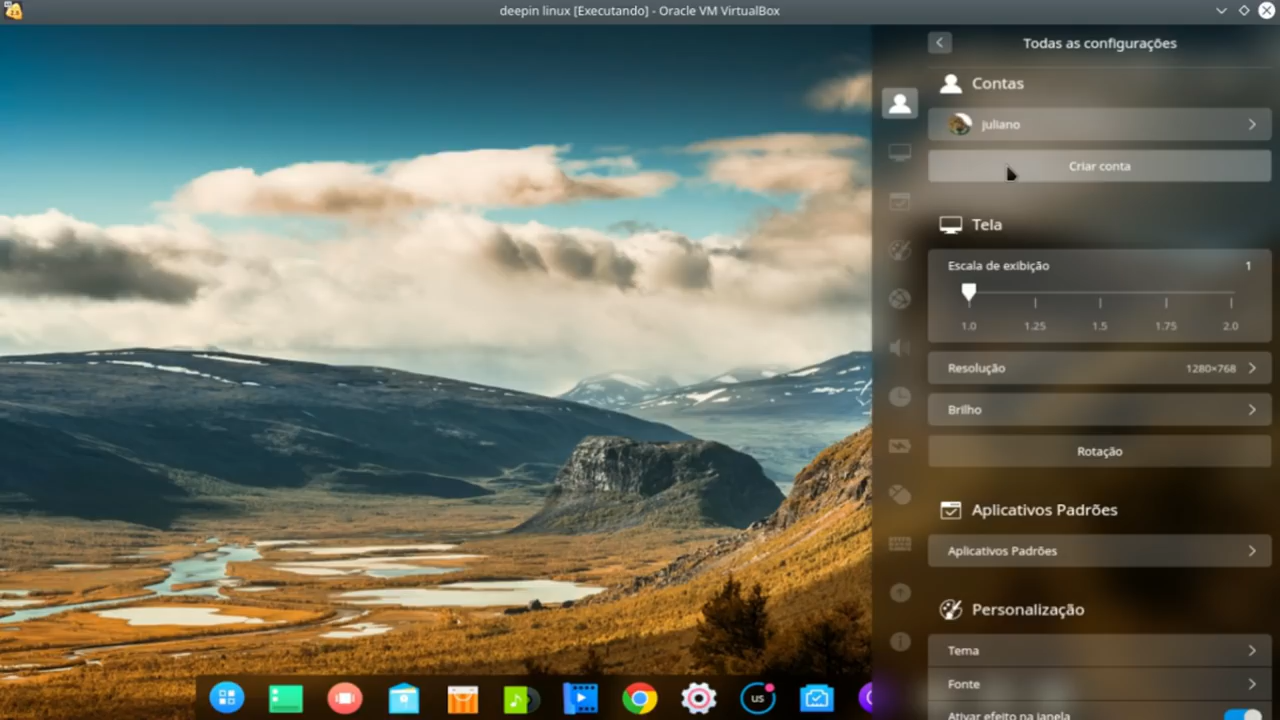 deepin linux [Executando] - Oracle VM VirtualBox
Todas as configurações
Contas
juliano
Criar conta
Tela
Escala de exibição 1
1.0 1.25 1.5 1.75 2.0
Resolução 1280×768
Brilho
Rotação
Aplicativos Padrões
Aplicativos Padrões
Personalização
Tema
Fonte
Ativar efeito na janela
us